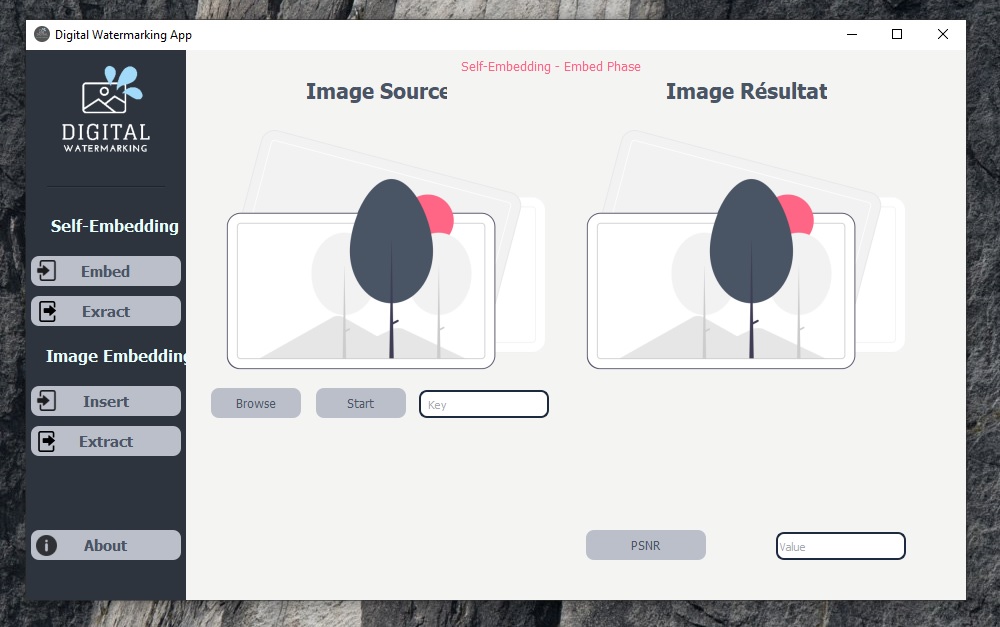 Digital Watermarking App
DIGITAL
WATERMARKING
Self-Embedding
Embed
Exract
Image Embedding
Insert
Extract
About
Self-Embedding - Embed Phase
Image Source
Image Résultat
Browse
Start
Key
PSNR
Value